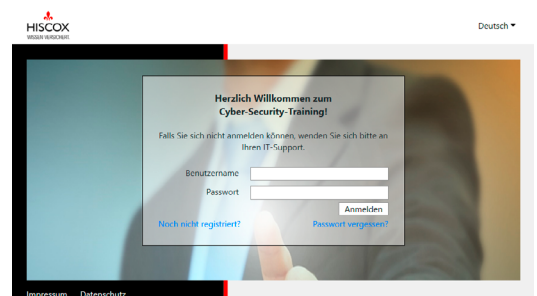 HISCOX
WISSEN VERSICHERT
Deutsch
Herzlich Willkommen zum
Cyber-Security-Training!
Falls Sie sich nicht anmelden können, wenden Sie sich bitte an
Ihren IT-Support.
Benutzername
Passwort
Anmelden
Noch nicht registriert?
Passwort vergessen?
Impressum Datenschutz